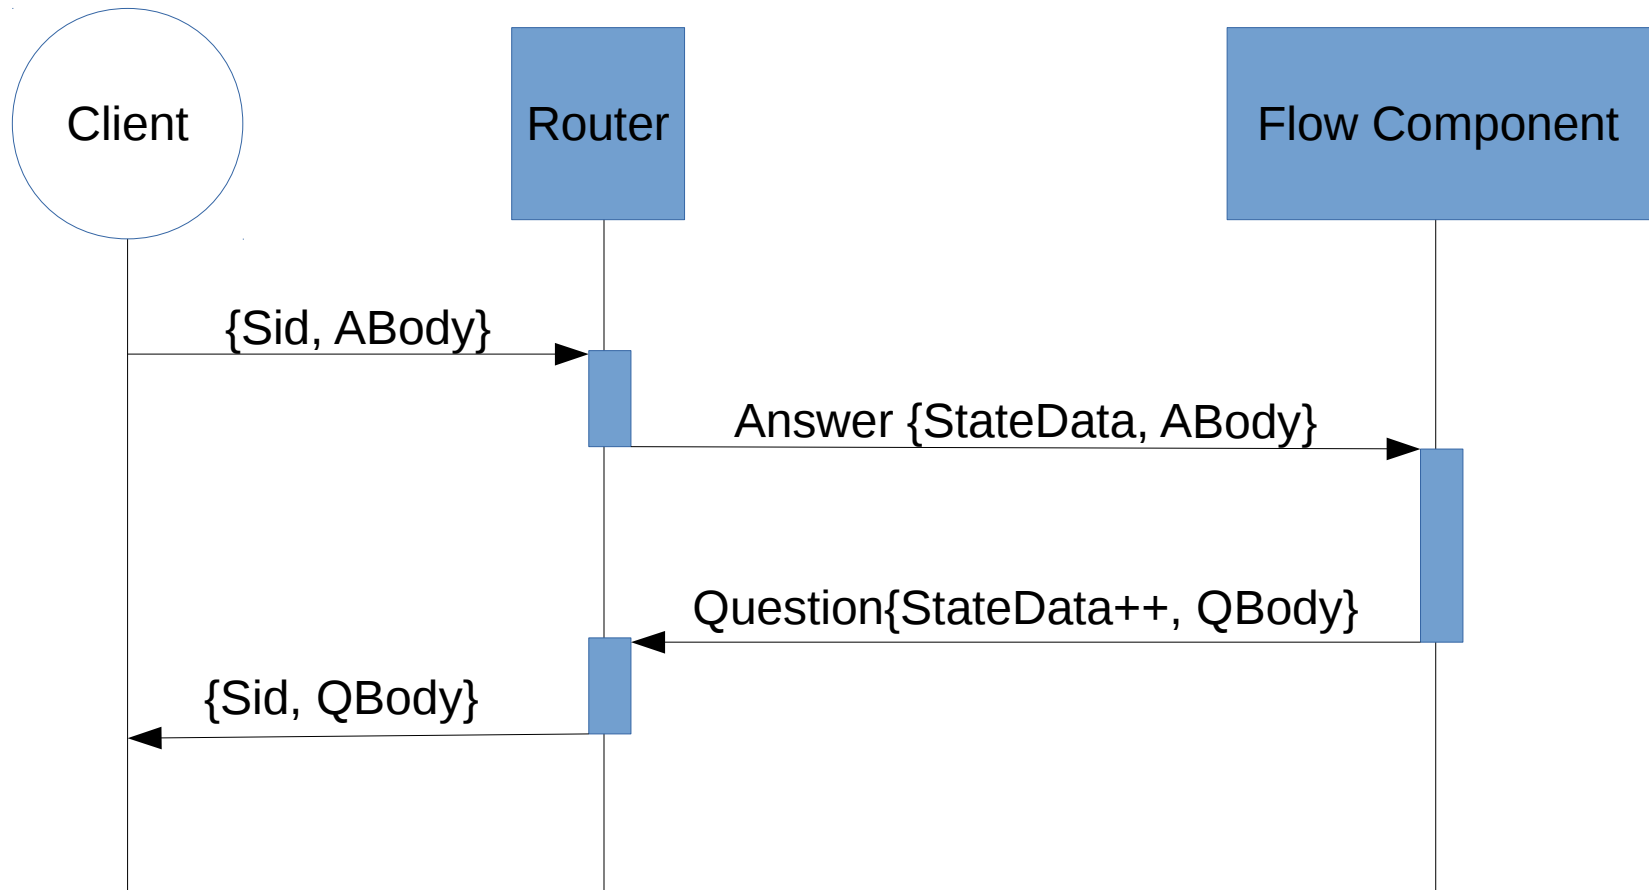 Client
Router
Flow Component
{Sid, ABody}
Answer {StateData, ABody}
Question{StateData++, QBody}
{Sid, QBody}